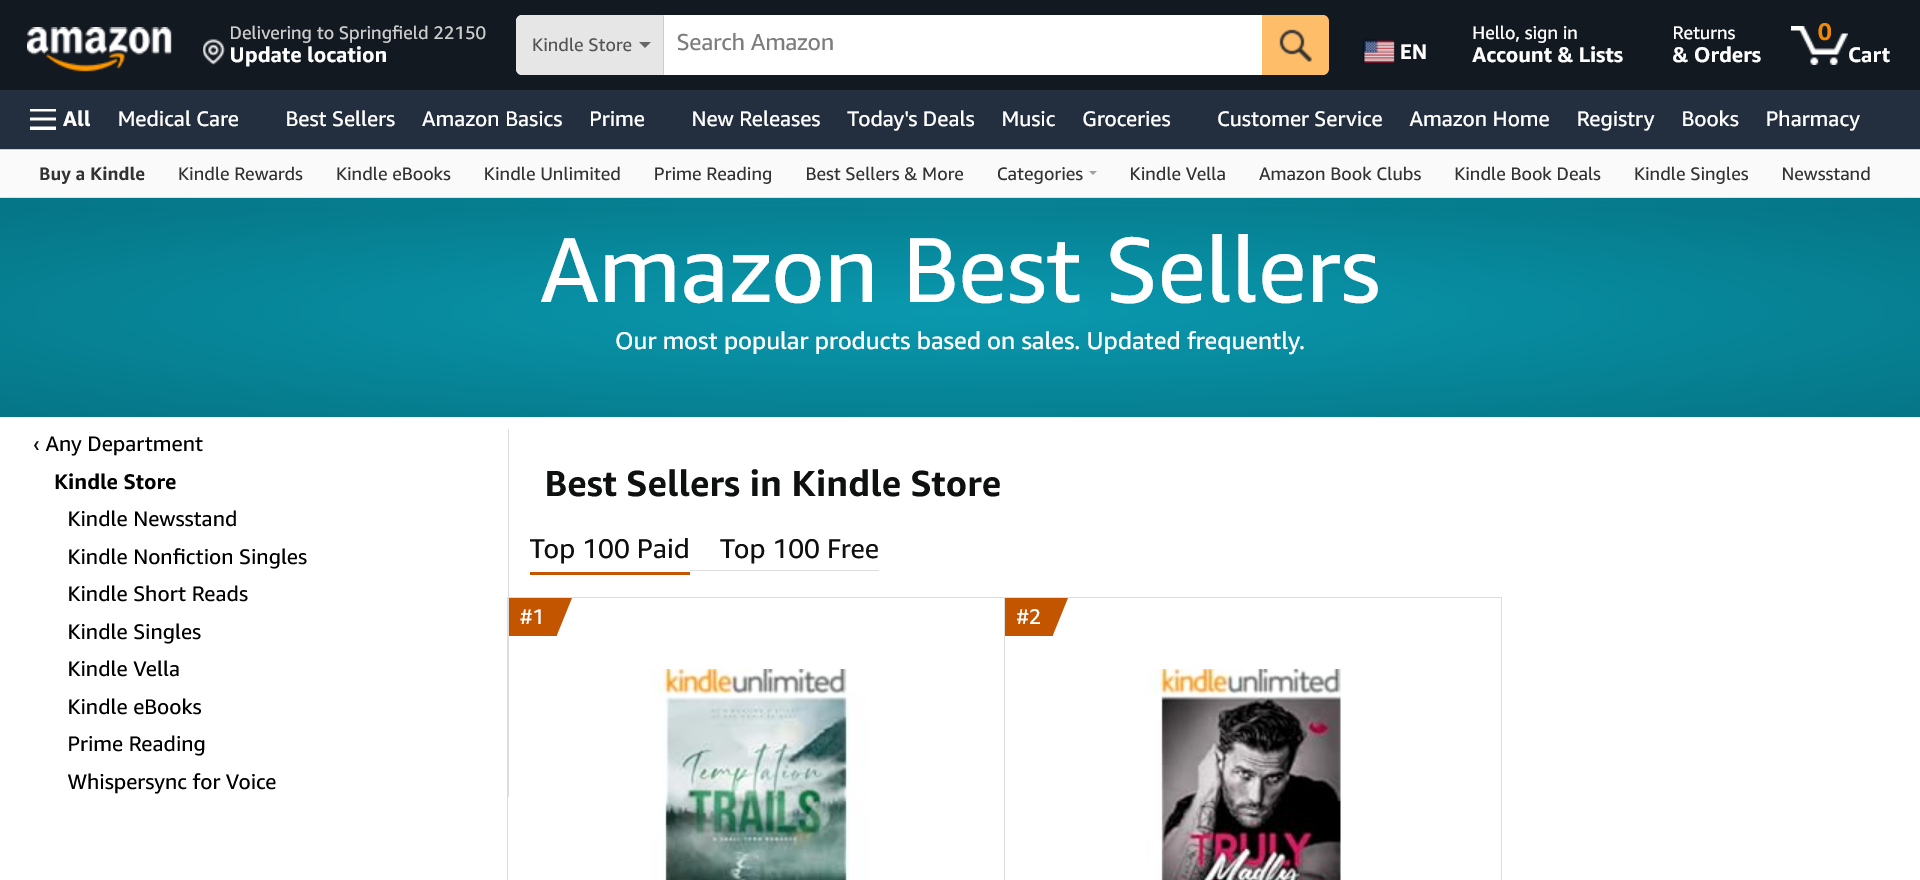 amazon
Delivering to Springfield 22150
Update location
Kindle Store
Search Amazon
EN
Hello, sign in
Account & Lists
Returns
& Orders
0
Cart
All
Medical Care
Best Sellers
Amazon Basics
Prime
New Releases
Today's Deals
Music
Groceries
Customer Service
Amazon Home
Registry
Books
Pharmacy
Buy a Kindle
Kindle Rewards
Kindle eBooks
Kindle Unlimited
Prime Reading
Best Sellers & More
Categories
Kindle Vella
Amazon Book Clubs
Kindle Book Deals
Kindle Singles
Newsstand
Amazon Best Sellers
Our most popular products based on sales. Updated frequently.
‹ Any Department
Kindle Store
Kindle Newsstand
Kindle Nonfiction Singles
Kindle Short Reads
Kindle Singles
Kindle Vella
Kindle eBooks
Prime Reading
Whispersync for Voice
Best Sellers in Kindle Store
Top 100 Paid
Top 100 Free
#1
kindleunlimited
Temptation
TRAILS
A SMALL TOWN ROMANCE
#2
kindleunlimited
TRULY
Madly